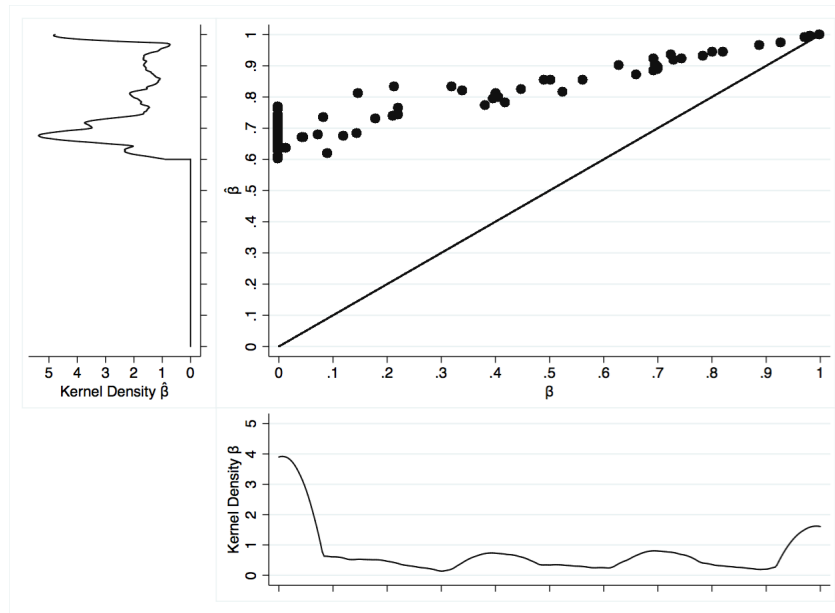 1
.9
.8
.7
.6
.5
.4
.3
.2
.1
0
β̂
0 .1 .2 .3 .4 .5 .6 .7 .8 .9 1
β
5 4 3 2 1 0
Kernel Density β̂
5
4
3
2
1
0
Kernel Density β